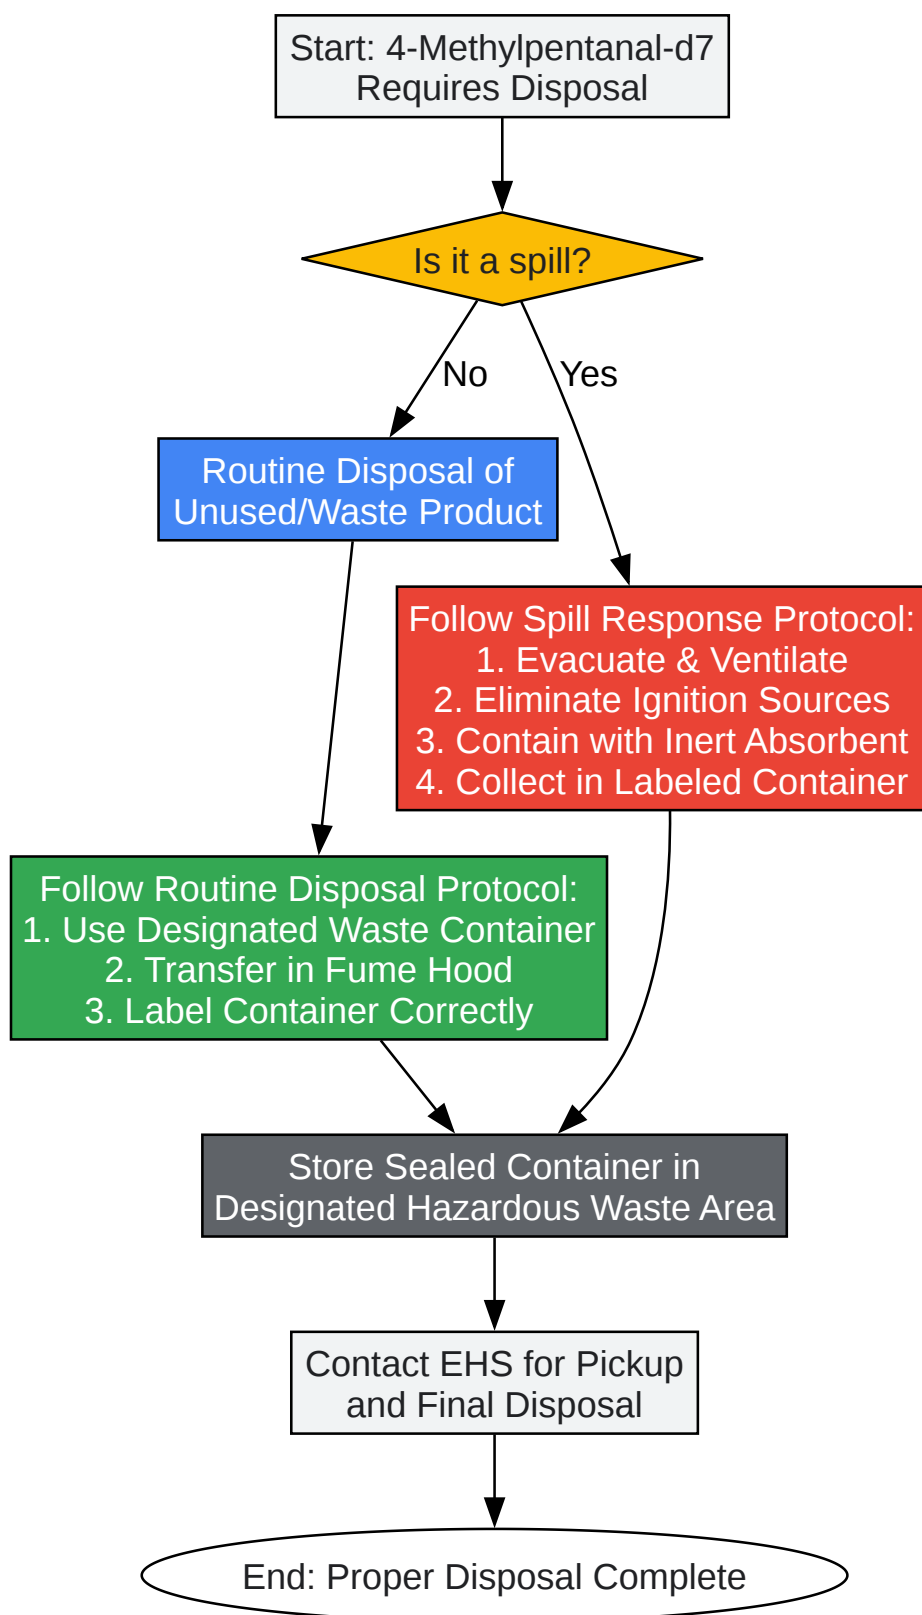 Start: 4-Methylpentanal-d7
Requires Disposal
Is it a spill?
No
Yes
Routine Disposal of
Unused/Waste Product
Follow Spill Response Protocol:
1. Evacuate & Ventilate
2. Eliminate Ignition Sources
3. Contain with Inert Absorbent
4. Collect in Labeled Container
Follow Routine Disposal Protocol:
1. Use Designated Waste Container
2. Transfer in Fume Hood
3. Label Container Correctly
Store Sealed Container in
Designated Hazardous Waste Area
Contact EHS for Pickup
and Final Disposal
End: Proper Disposal Complete